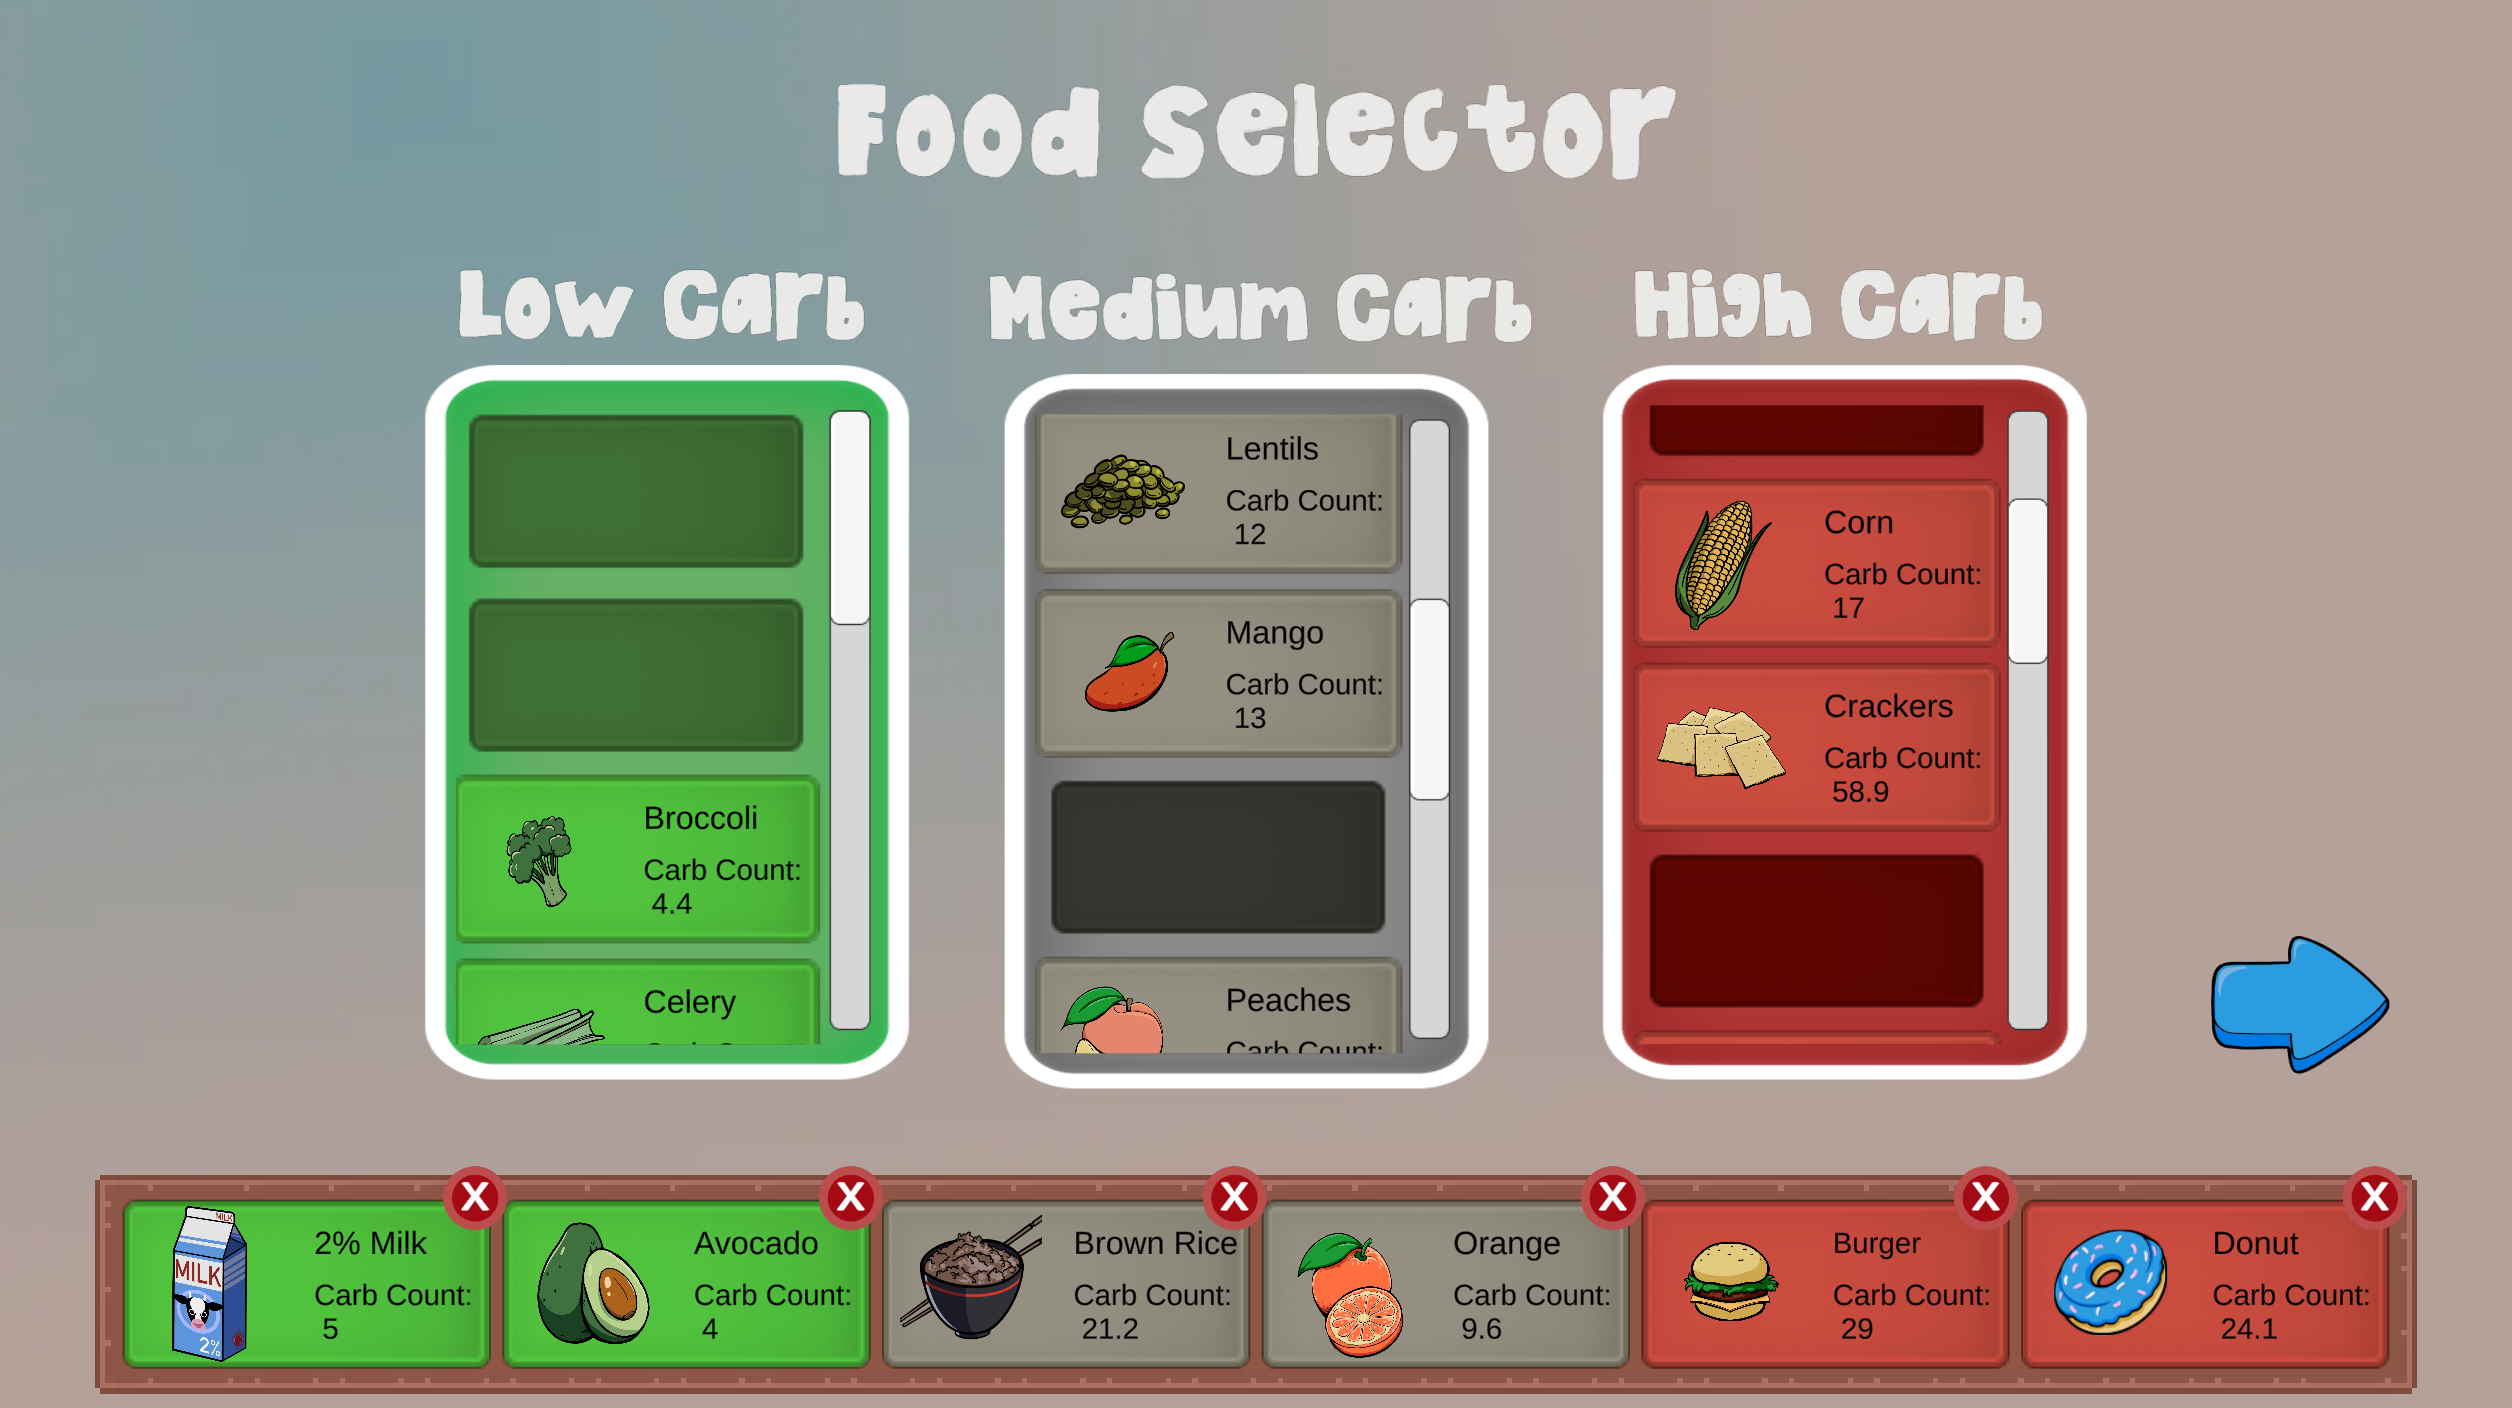 Food Selector
Low Carb
Medium Carb
High Carb
Broccoli
Carb Count:
4.4
Celery
Lentils
Carb Count:
12
Mango
Carb Count:
13
Peaches
Carb Count:
Corn
Carb Count:
17
Crackers
Carb Count:
58.9
MILK
MILK
2%
2% Milk
Carb Count:
5
X
Avocado
Carb Count:
4
X
Brown Rice
Carb Count:
21.2
X
Orange
Carb Count:
9.6
X
Burger
Carb Count:
29
X
Donut
Carb Count:
24.1
X